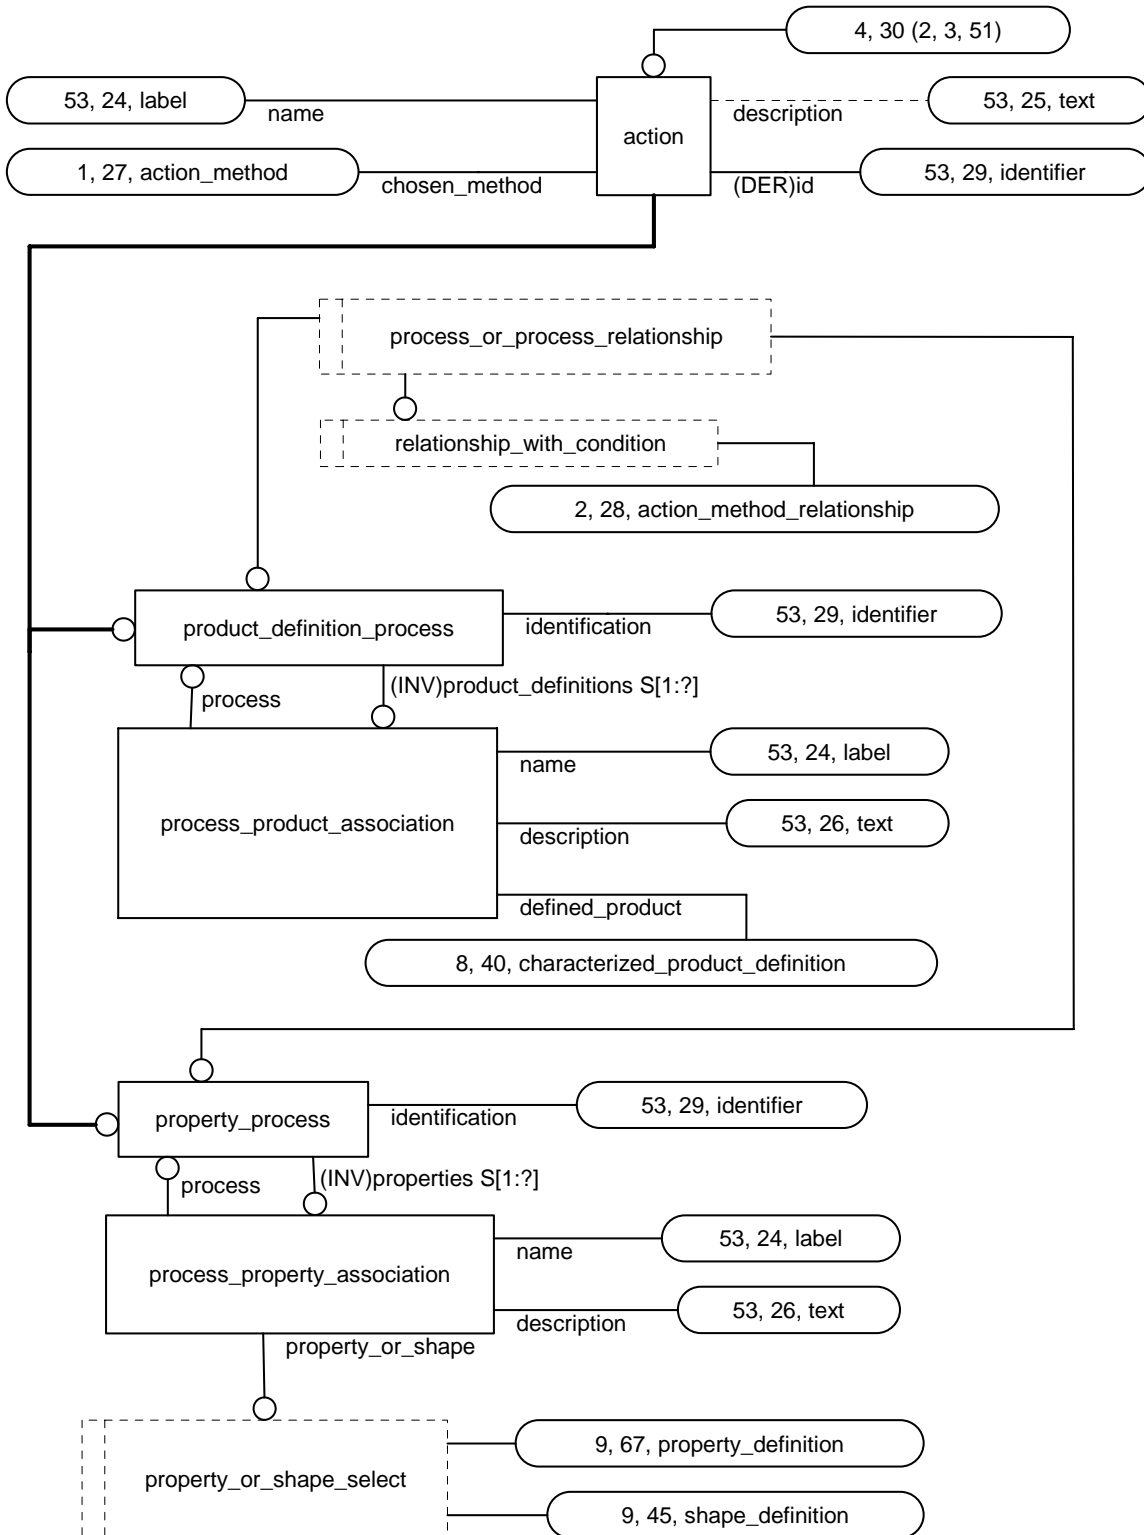 4, 30 (2, 3, 51)
53, 24, label
name
action
description
53, 25, text
1, 27, action_method
chosen_method
(DER)id
53, 29, identifier
process_or_process_relationship
relationship_with_condition
2, 28, action_method_relationship
product_definition_process
identification
53, 29, identifier
process
(INV)product_definitions S[1:?]
process_product_association
name
53, 24, label
description
53, 26, text
defined_product
8, 40, characterized_product_definition
property_process
identification
53, 29, identifier
process
(INV)properties S[1:?]
process_property_association
name
53, 24, label
description
53, 26, text
property_or_shape
property_or_shape_select
9, 67, property_definition
9, 45, shape_definition